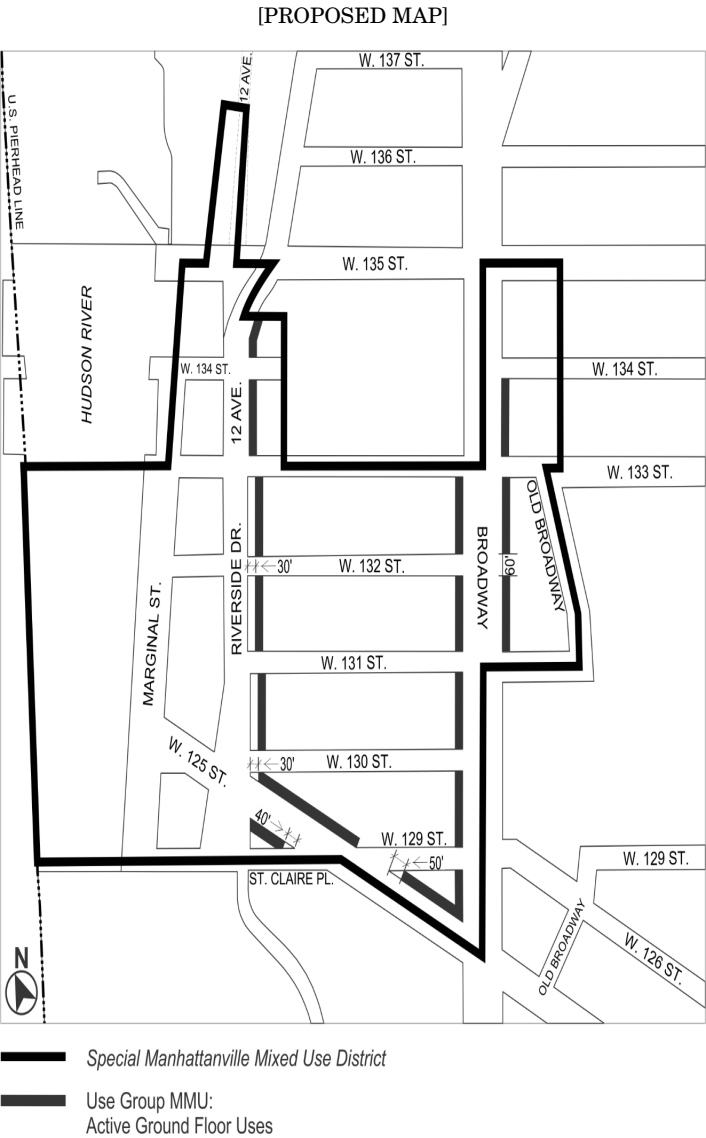 [PROPOSED MAP]
W. 137 ST.
12 AVE.
U.S. PIERHEAD LINE
W. 136 ST.
W. 135 ST.
HUDSON RIVER
W. 134 ST.
W. 134 ST.
12 AVE.
W. 133 ST.
OLD BROADWAY
BROADWAY
RIVERSIDE DR.
30'
W. 132 ST.
60'
MARGINAL ST.
W. 131 ST.
W. 125 ST.
30'
W. 130 ST.
40'
W. 129 ST.
50'
W. 129 ST.
ST. CLAIRE PL.
OLD BROADWAY
W. 126 ST.
N
Special Manhattanville Mixed Use District
Use Group MMU:
Active Ground Floor Uses